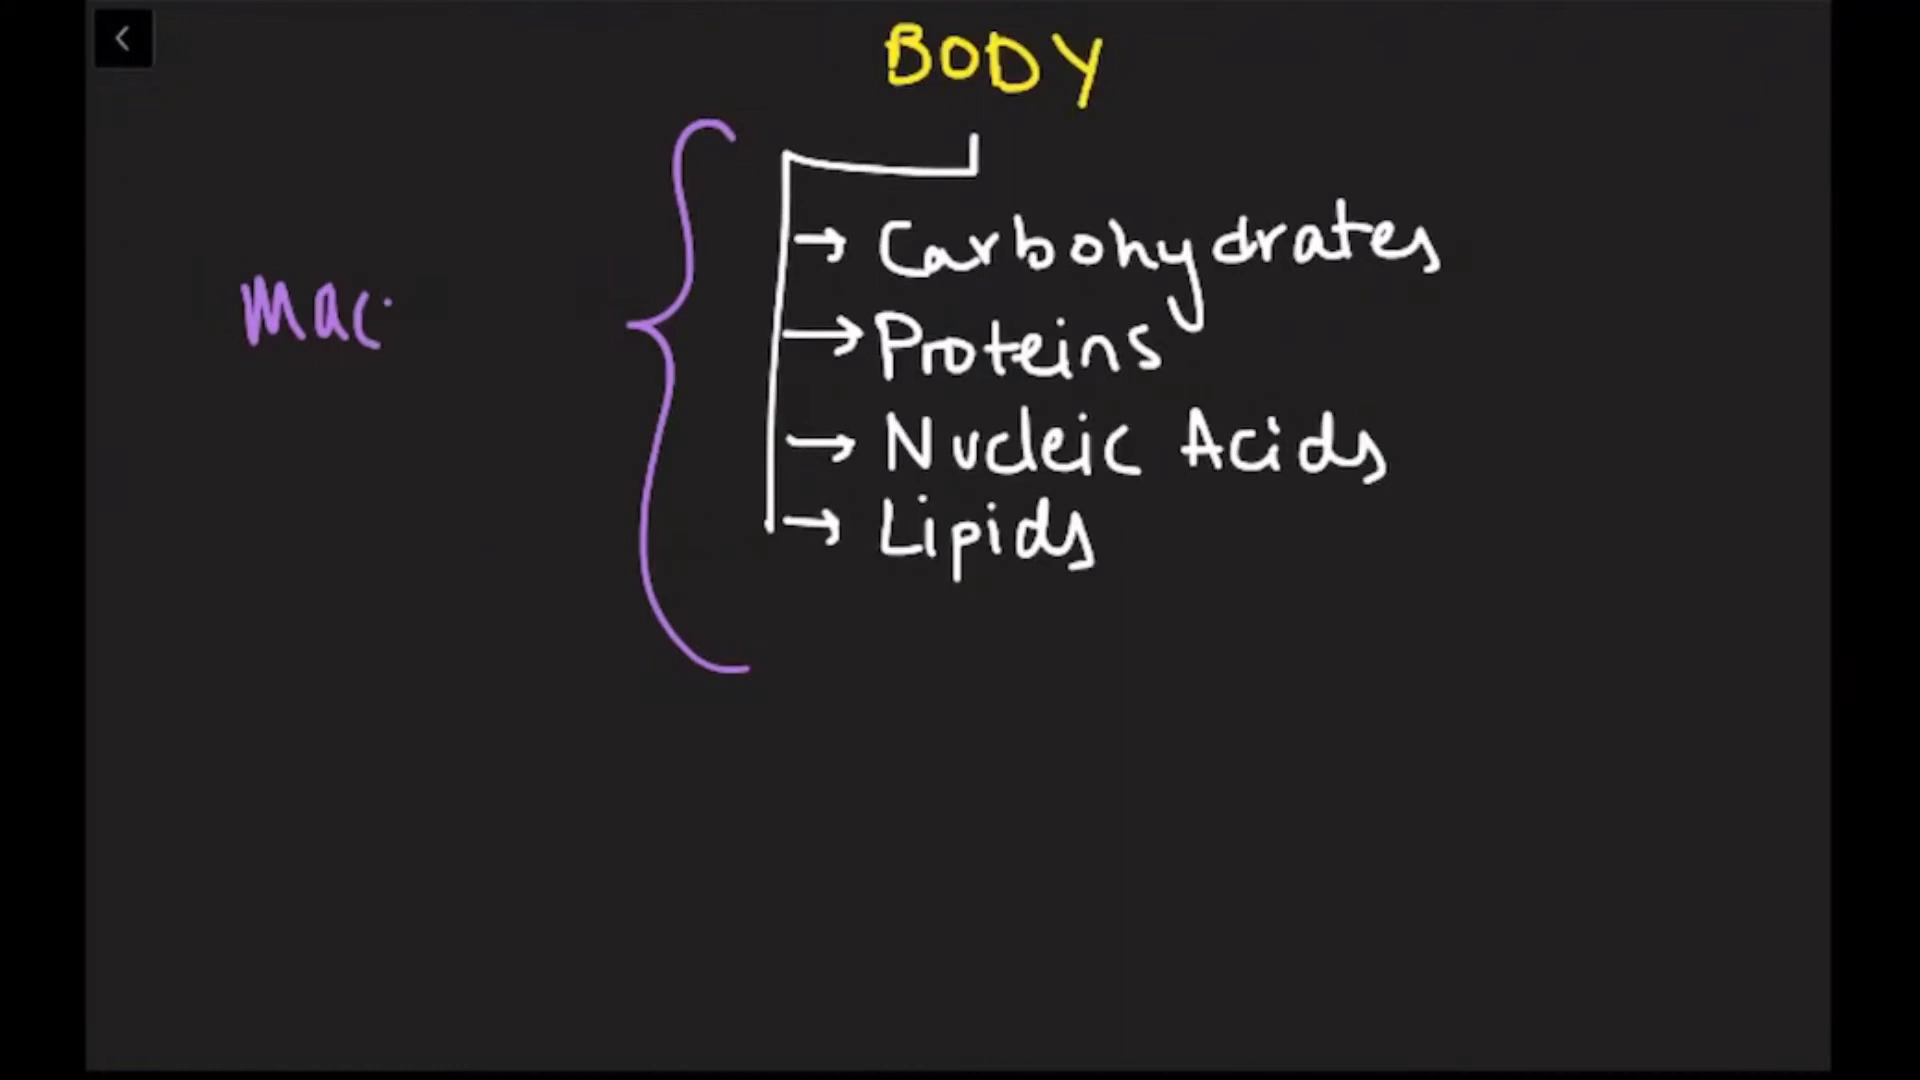 BODY
mac
→ Carbohydrates
→ Proteins
→ Nucleic Acids
→ Lipids